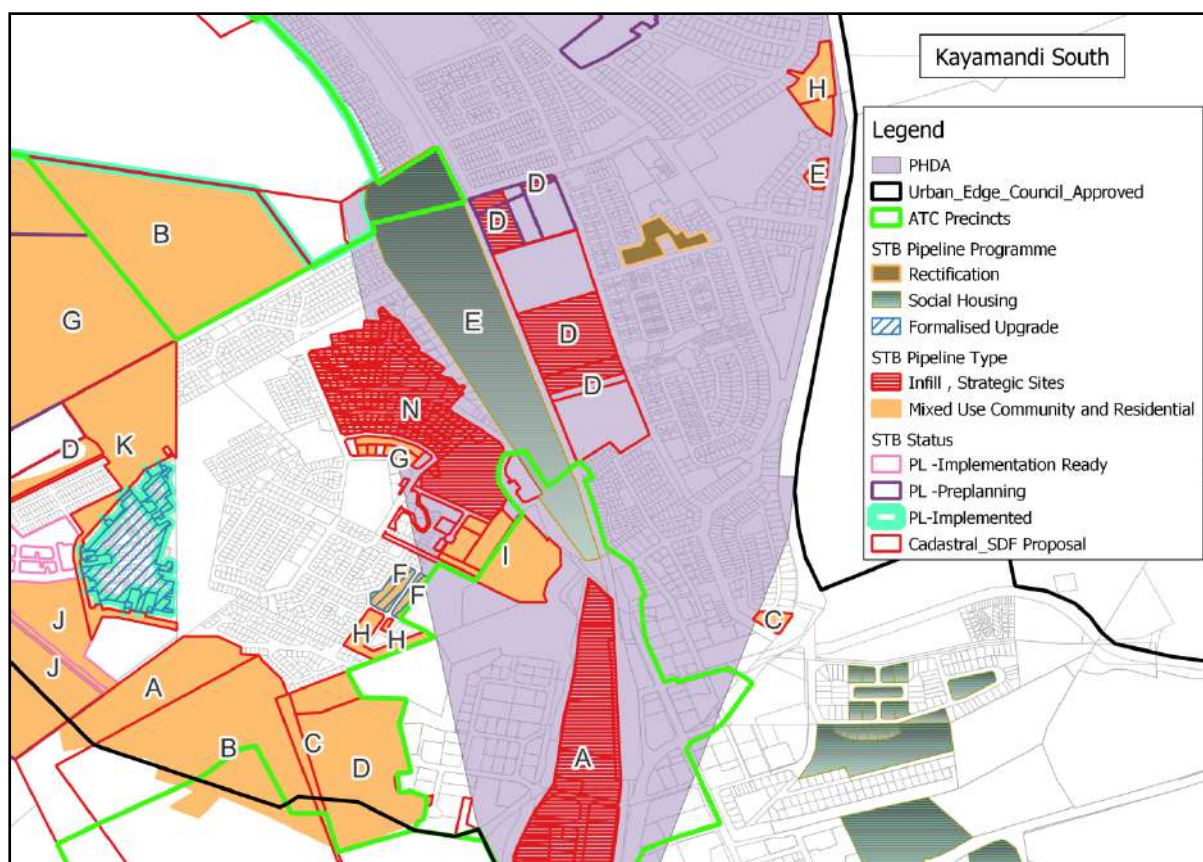 Kayamandi South
Legend
PHDA
Urban_Edge_Council_Approved
ATC Precincts
STB Pipeline Programme
Rectification
Social Housing
Formalised Upgrade
STB Pipeline Type
Infill , Strategic Sites
Mixed Use Community and Residential
STB Status
PL -Implementation Ready
PL -Preplanning
PL-Implemented
Cadastral_SDF Proposal
H
E
D
D
B
G
E
D
D
N
K
D
G
I
F
F
H
H
C
J
J
A
B
C
D
A